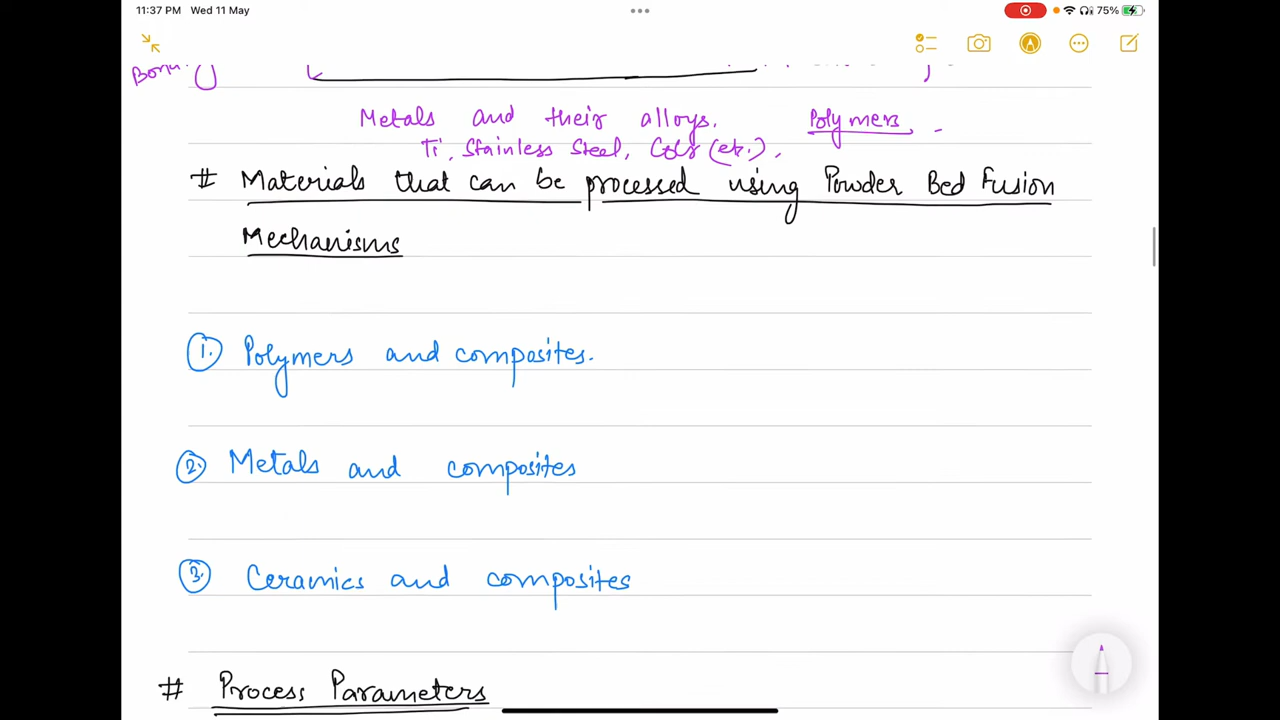 11:37 PM Wed 11 May
75%
Metals and their alloys. Polymers
Ti, Stainless Steel, (etc.),
# Materials that can be processed using Powder Bed Fusion
Mechanisms
1. Polymers and composites.
2. Metals and composites
3. Ceramics and composites
# Process Parameters